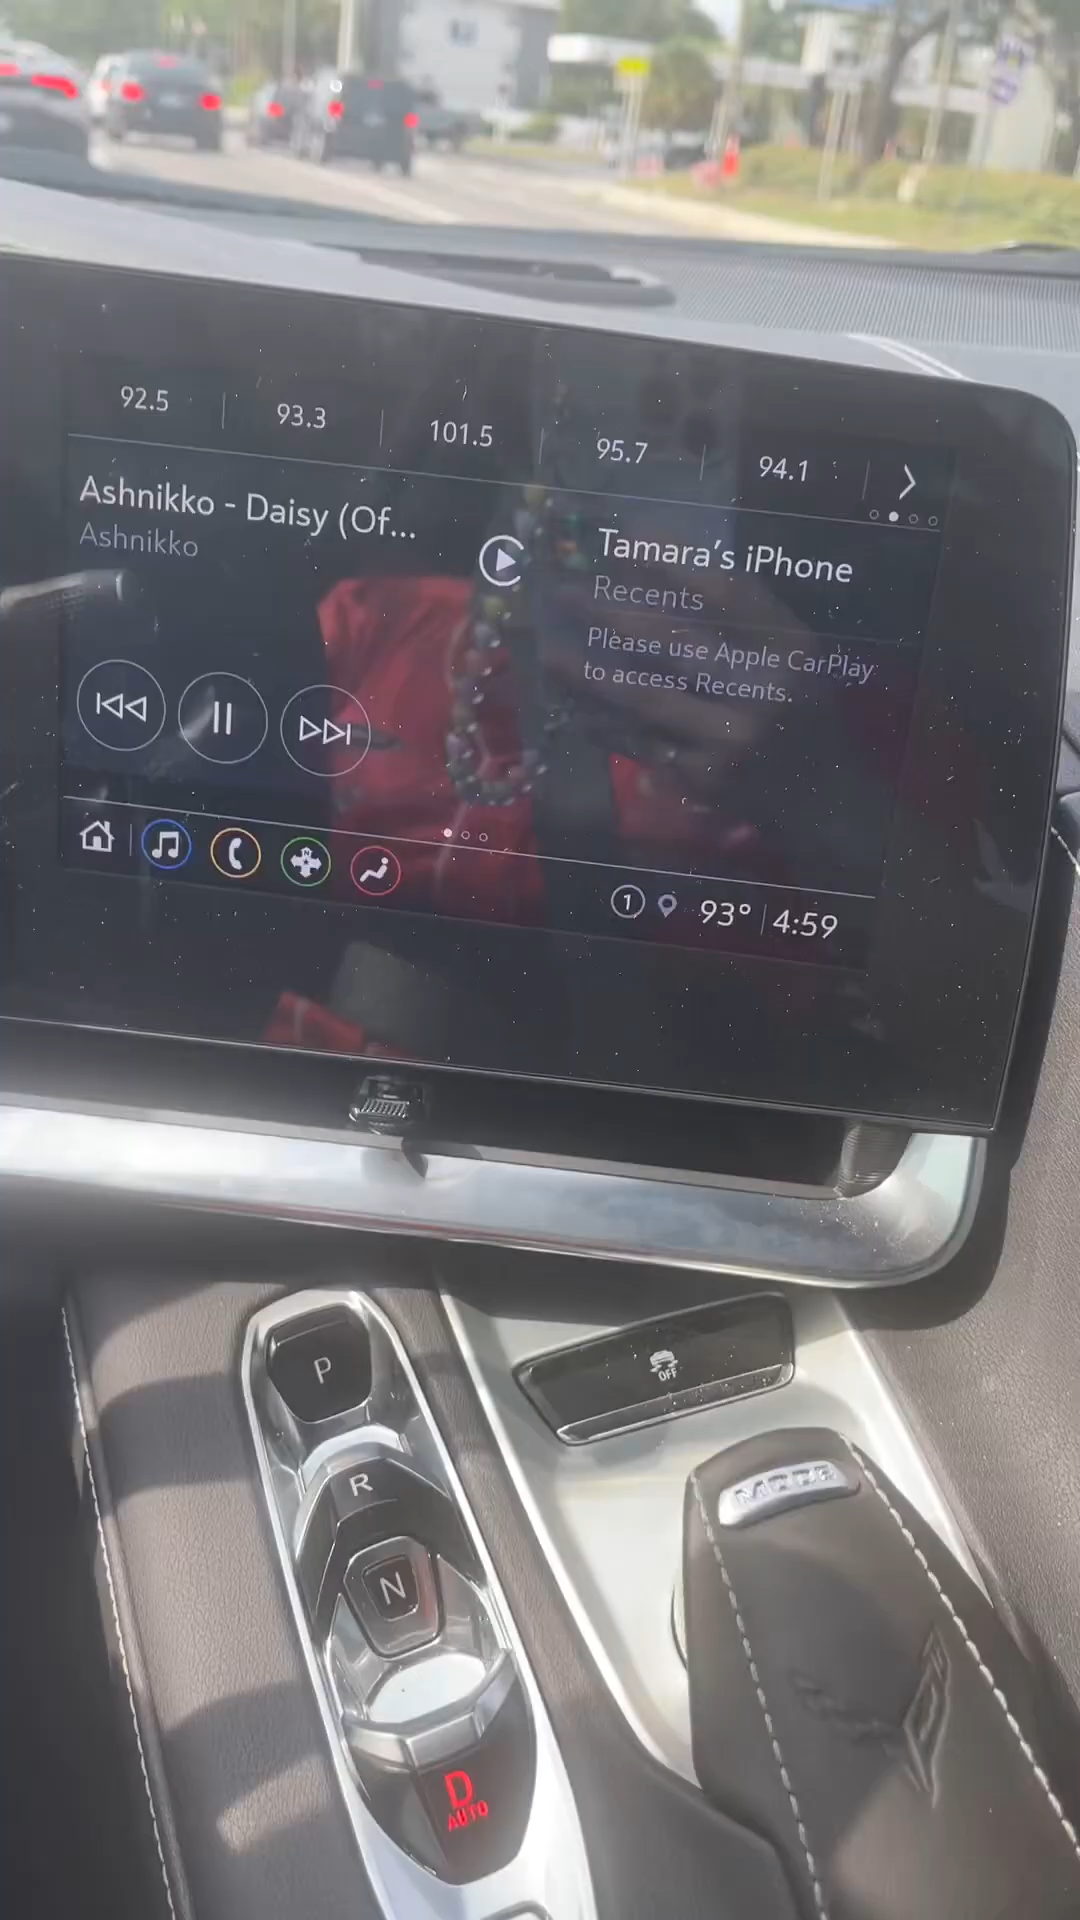 92.5
93.3
101.5
95.7
94.1
Ashnikko - Daisy (Of...
Ashnikko
Tamara's iPhone
Recents
Please use Apple CarPlay
to access Recents.
1
93° 4:59
P
OFF
R
MODE
N
D
AUTO